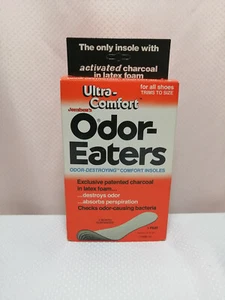 The only insole with
activated charcoal
in latex foam
Ultra-
Comfort
for all shoes
TRIMS TO SIZE
Johnson's
Odor-
Eaters
ODOR-DESTROYING COMFORT INSOLES
Exclusive patented charcoal
in latex foam...
...destroys odor
...absorbs perspiration
Checks odor-causing bacteria